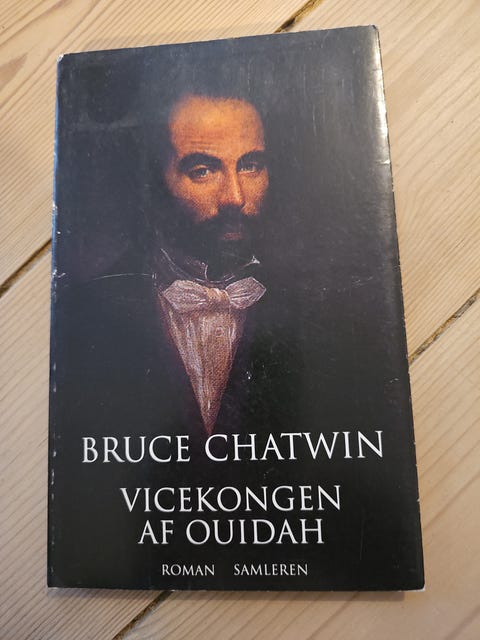 BRUCE CHATWIN
VICEKONGEN
AF OUIDAH
ROMAN SAMLEREN